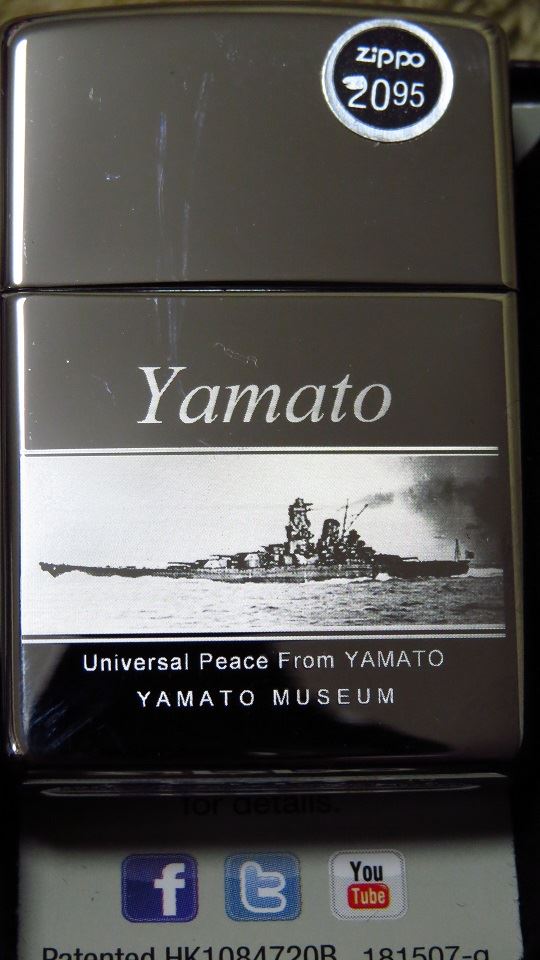 zippo
2095
Yamato
Universal Peace From YAMATO
YAMATO MUSEUM
for details.
f
t
You
Tube
Patented HK1084720B 181507-g